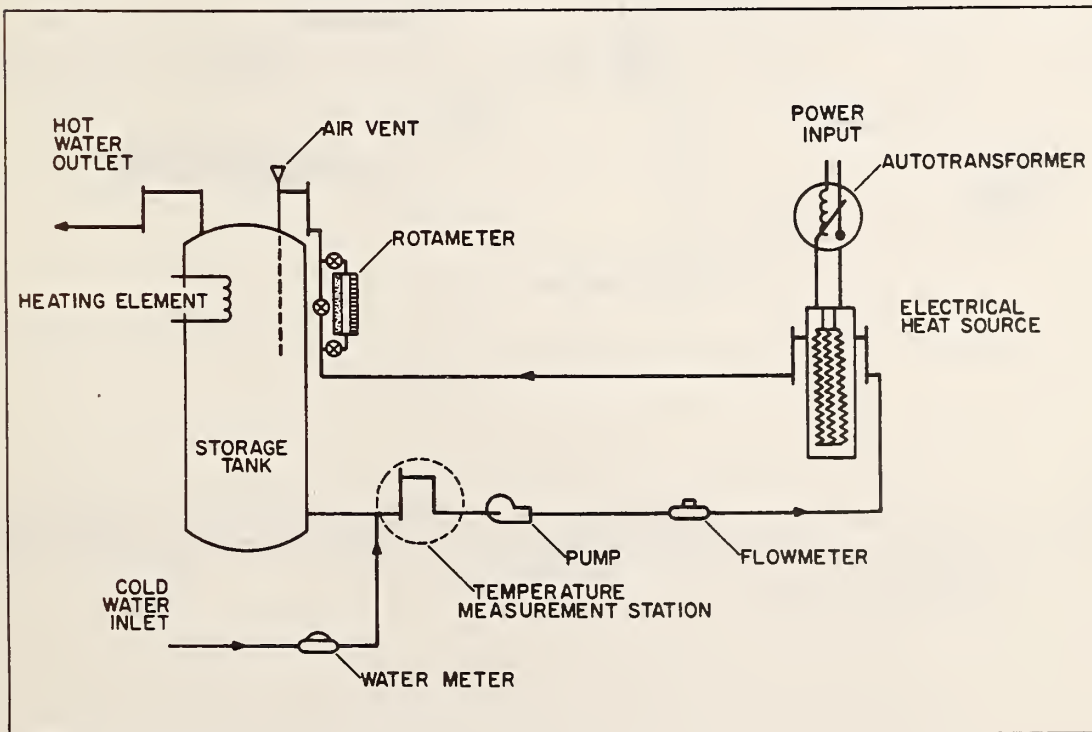 HOT
WATER
OUTLET
AIR VENT
POWER
INPUT
AUTOTRANSFORMER
ROTAMETER
HEATING ELEMENT
ELECTRICAL
HEAT SOURCE
STORAGE
TANK
PUMP
FLOWMETER
TEMPERATURE
MEASUREMENT STATION
COLD
WATER
INLET
WATER METER